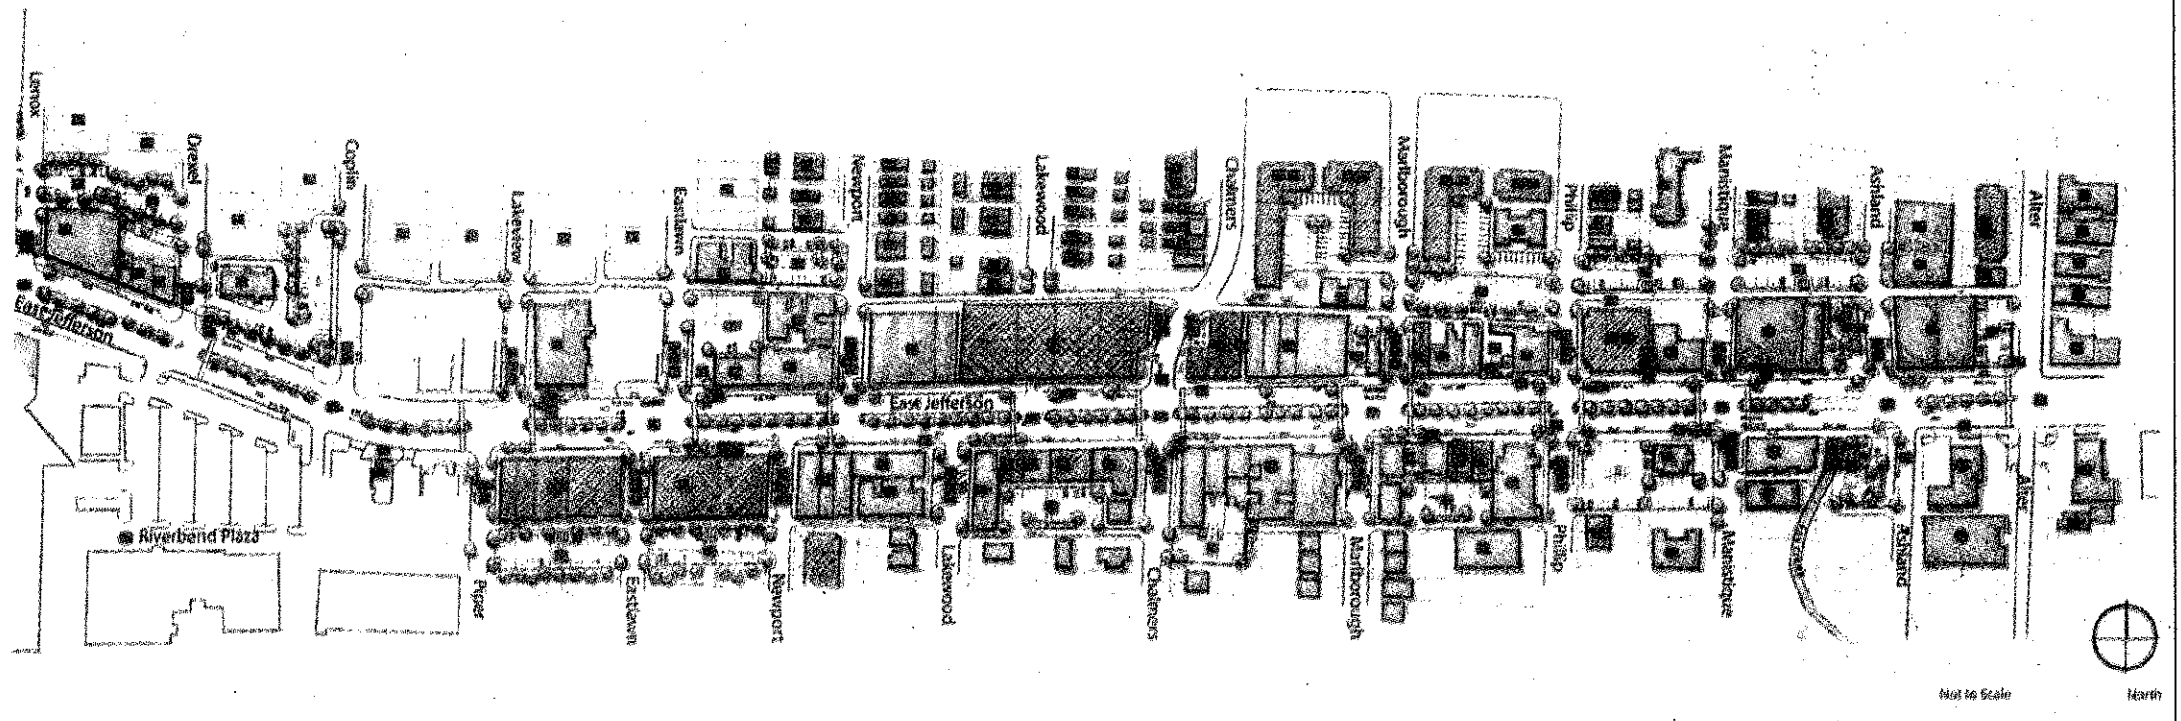 Lennox
Drexel
Copiin
Lakeview
Eastlawn
Newport
Lakewood
Chalmers
Marlborough
Philip
Manistique
Ashland
Alter
East Jefferson
East Jefferson
Riverbend Plaza
Piper
Eastlawn
Newport
Lakewood
Chalmers
Marlborough
Philip
Manistique
Ashland
Alter
Not to Scale
North